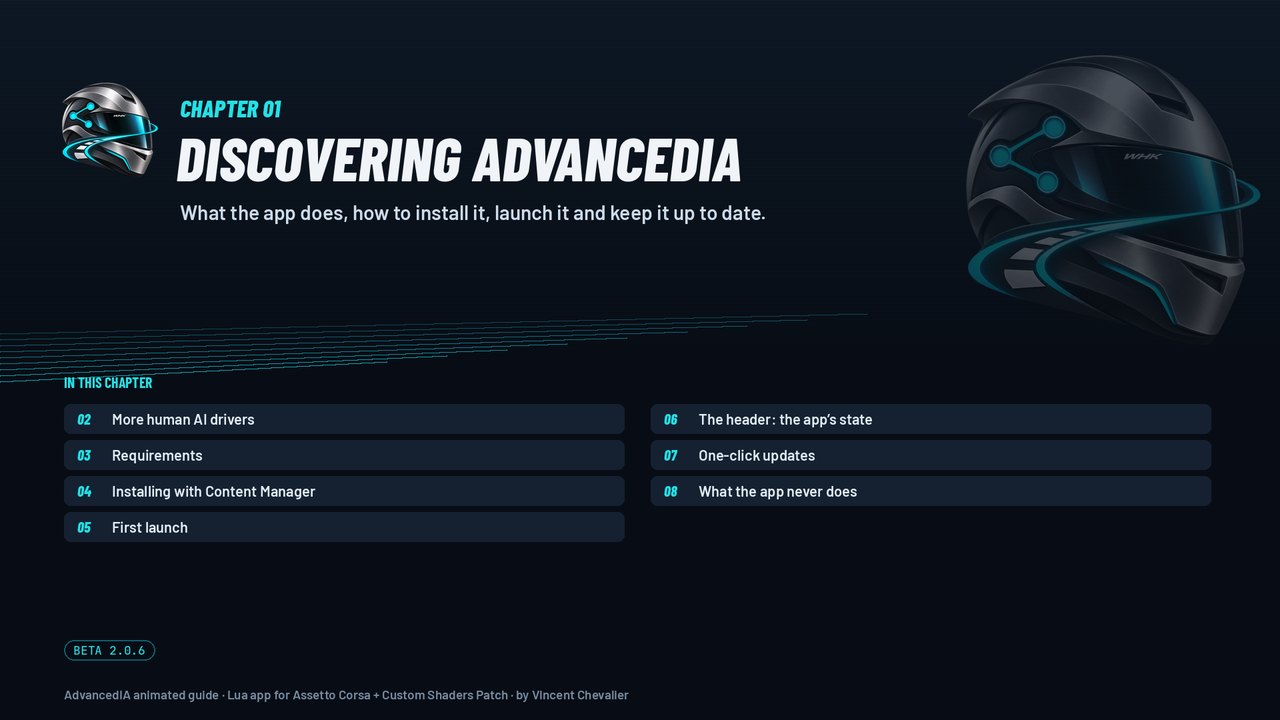 CHAPTER 01
DISCOVERING ADVANCEDIA
What the app does, how to install it, launch it and keep it up to date.
WHK
WHK
IN THIS CHAPTER
02 More human AI drivers
03 Requirements
04 Installing with Content Manager
05 First launch
06 The header: the app’s state
07 One-click updates
08 What the app never does
BETA 2.0.6
AdvancedIA animated guide · Lua app for Assetto Corsa + Custom Shaders Patch · by Vincent Chevalier